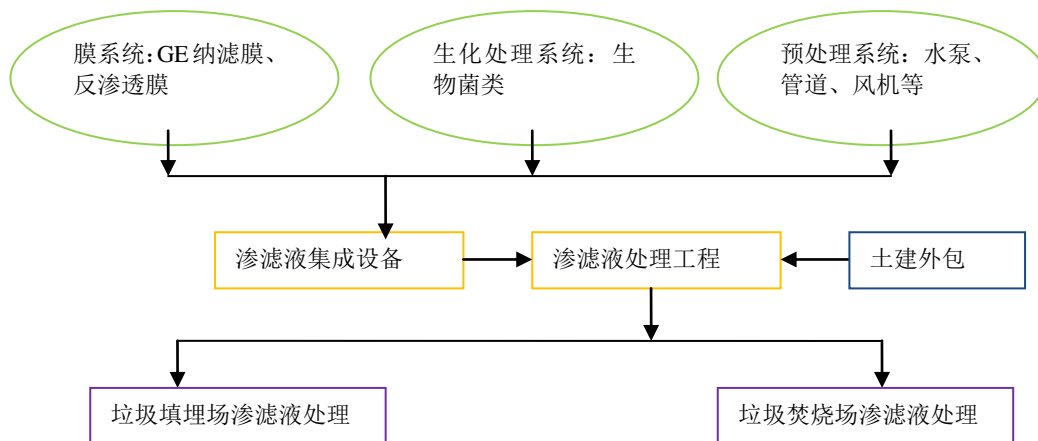 膜系统:GE纳滤膜、
反渗透膜
生化处理系统：生
物菌类
预处理系统：水泵、
管道、风机等
渗滤液集成设备
渗滤液处理工程
土建外包
垃圾填埋场渗滤液处理
垃圾焚烧场渗滤液处理